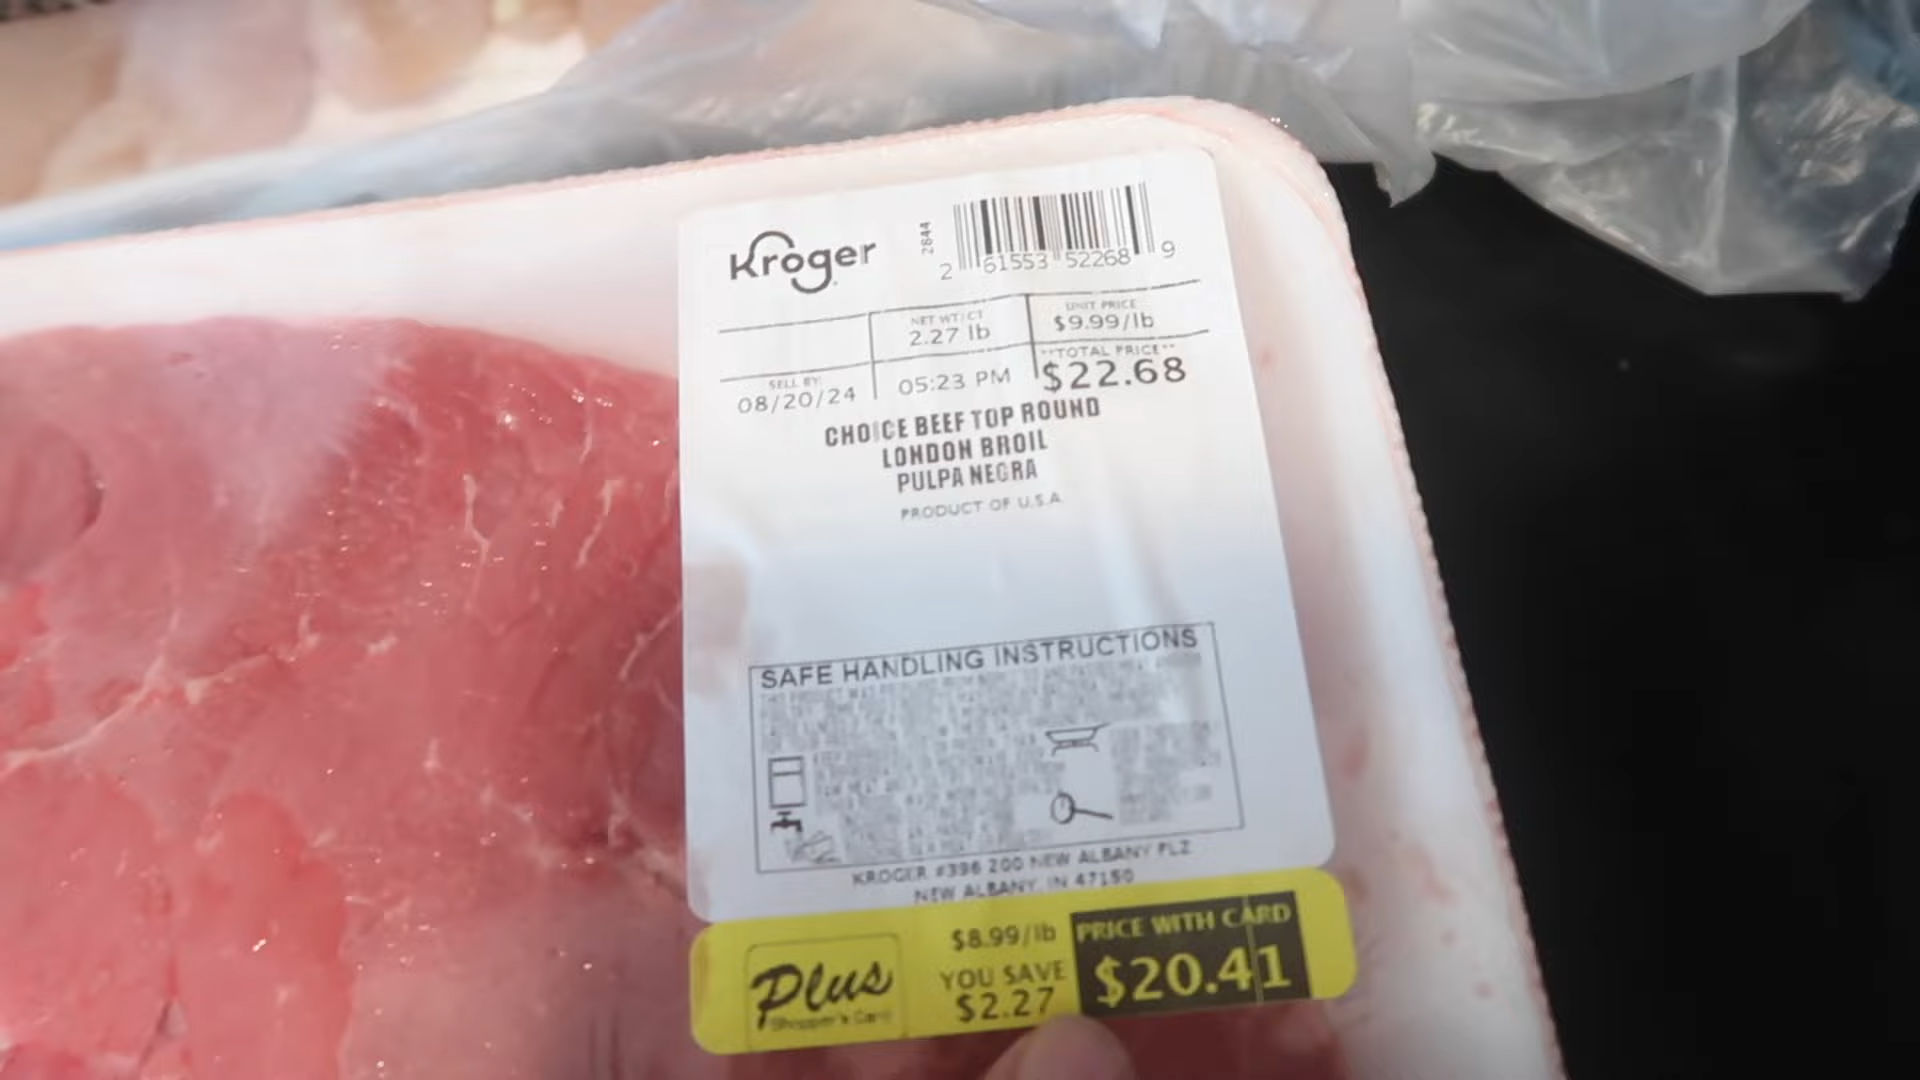 Kroger
2644
2 61553 52268 9
NET WT/CT
2.27 lb
UNIT PRICE
$9.99/lb
SELL BY:
08/20/24
05:23 PM
**TOTAL PRICE**
$22.68
CHOICE BEEF TOP ROUND
LONDON BROIL
PULPA NEGRA
PRODUCT OF U.S.A
SAFE HANDLING INSTRUCTIONS
KROGER #396 200 NEW ALBANY PLZ
NEW ALBANY, IN 47150
Plus
Shopper's Card
$8.99/lb
YOU SAVE
$2.27
PRICE WITH CARD
$20.41